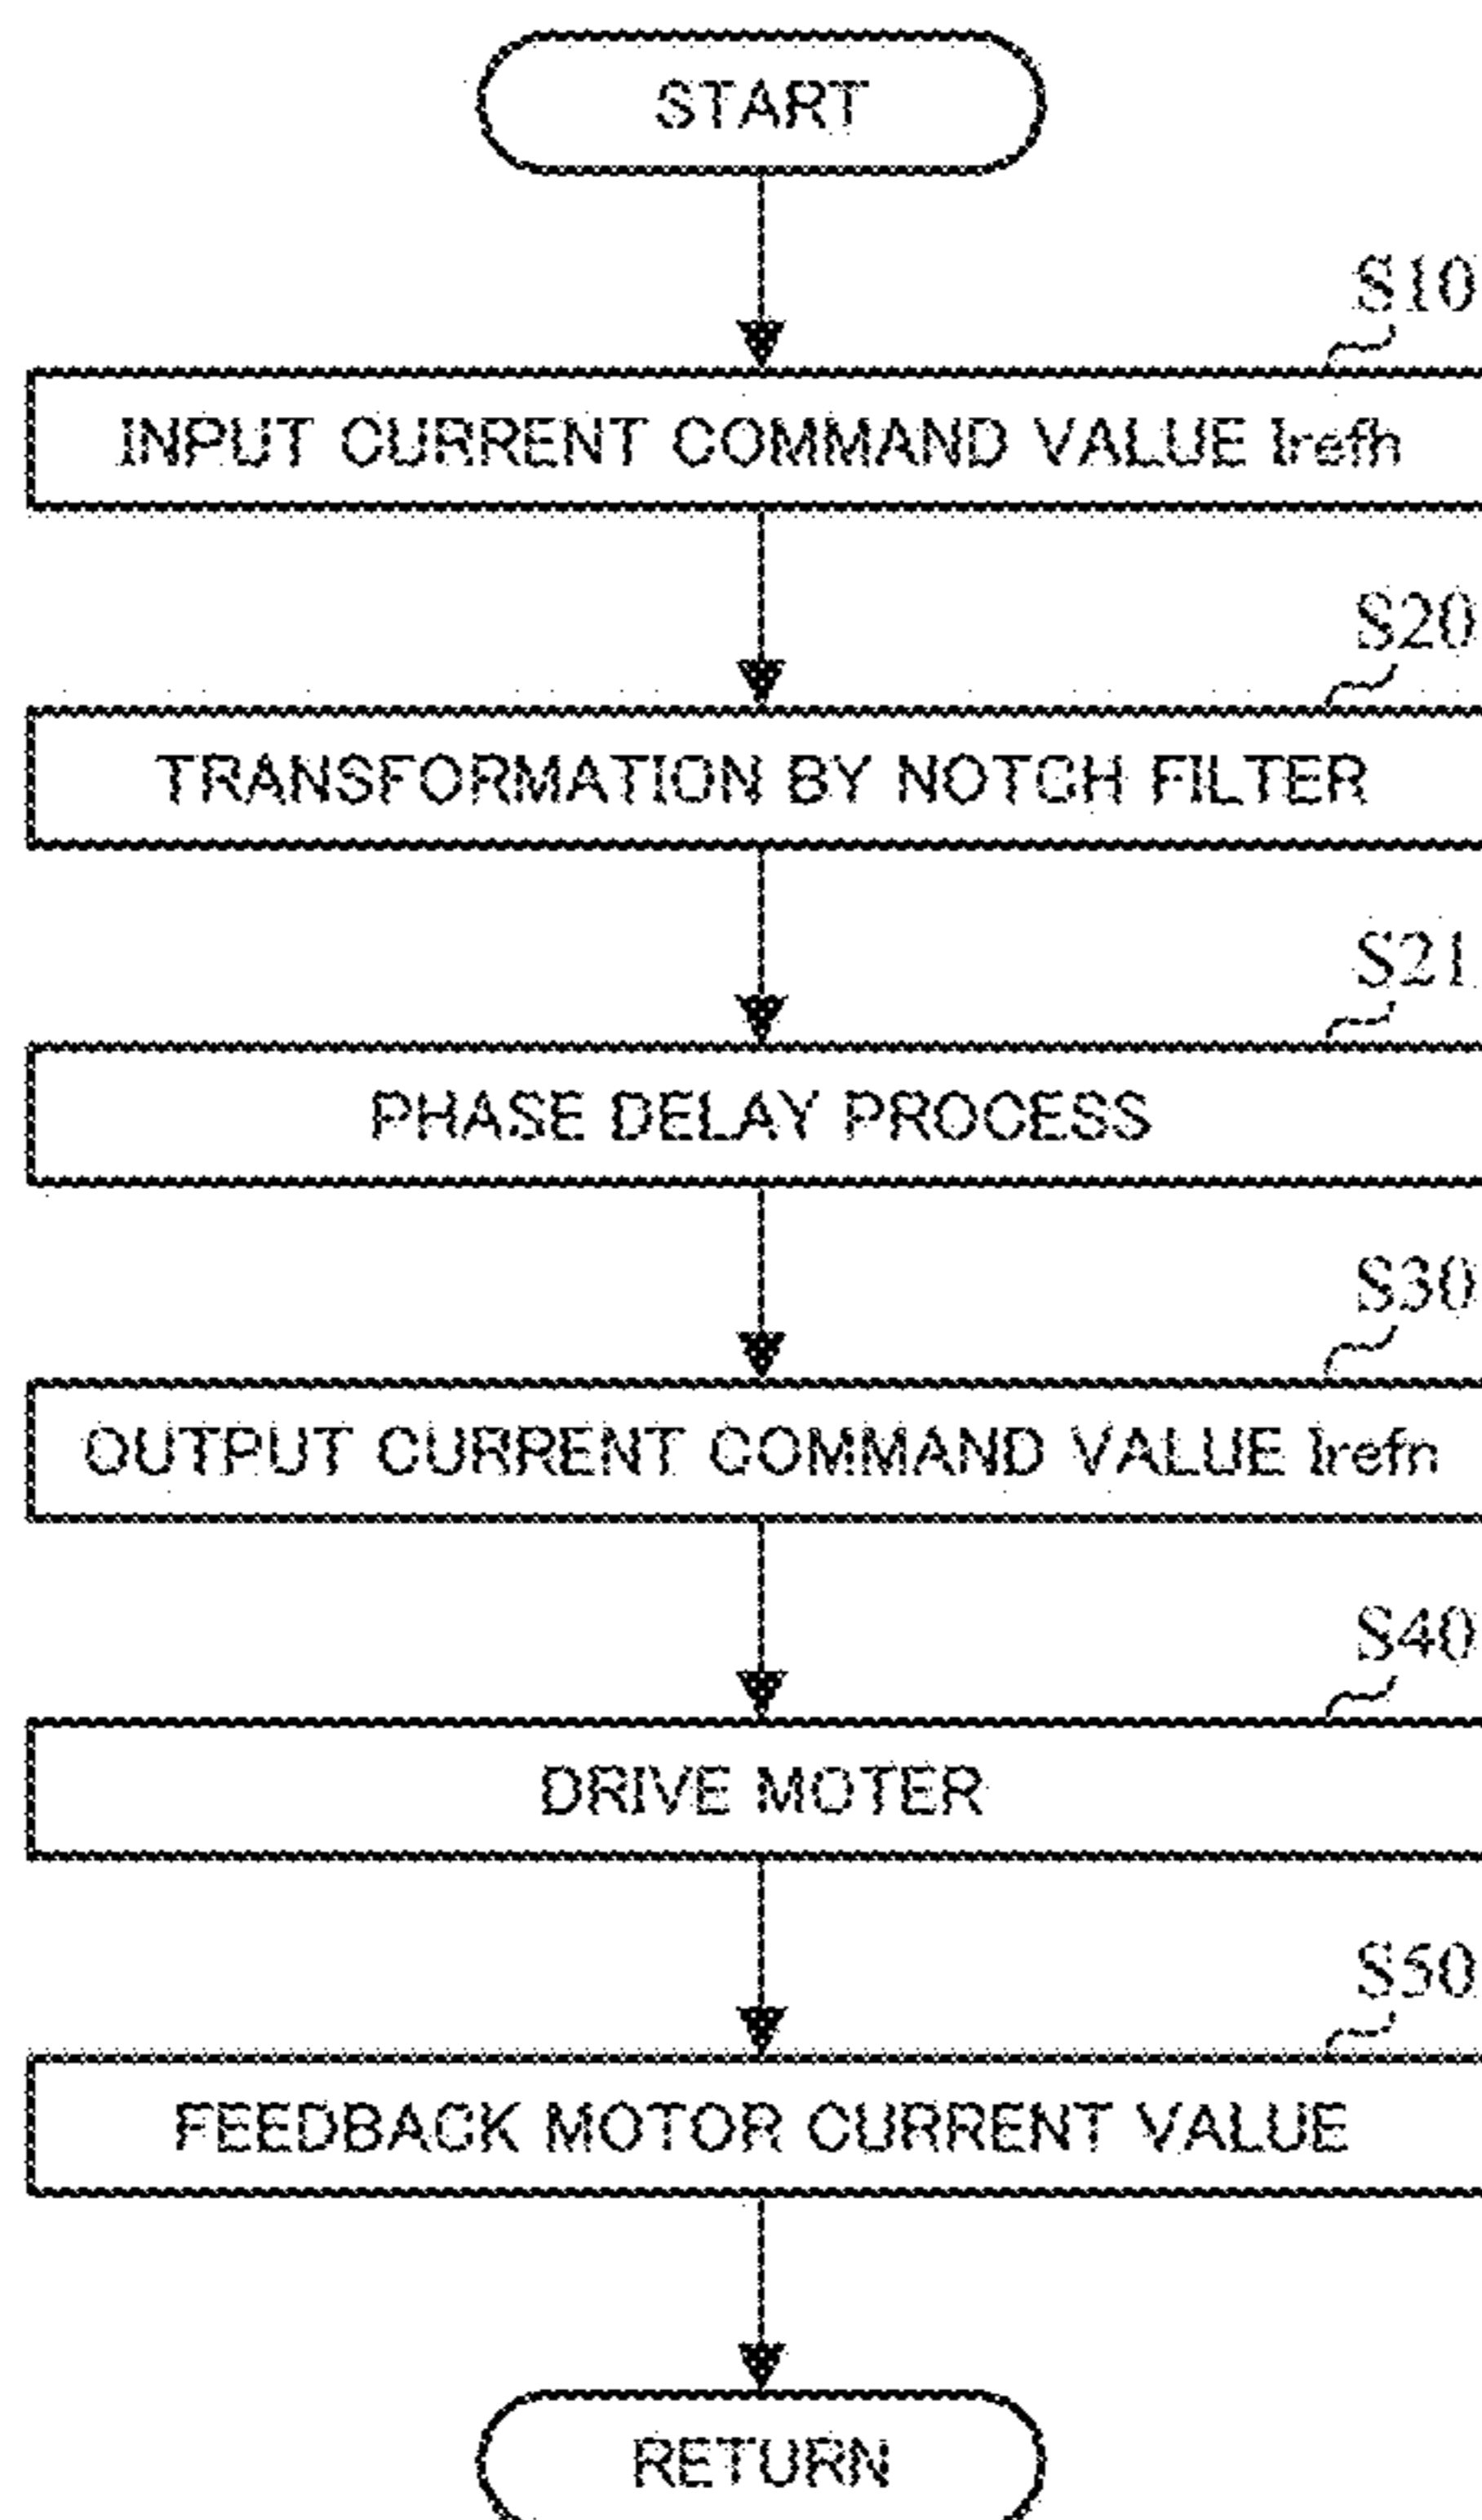 START
S10
INPUT CURRENT COMMAND VALUE Irefh
S20
TRANSFORMATION BY NOTCH FILTER
S21
PHASE DELAY PROCESS
S30
OUTPUT CURRENT COMMAND VALUE Irefn
S40
DRIVE MOTER
S50
FEEDBACK MOTOR CURRENT VALUE
RETURN